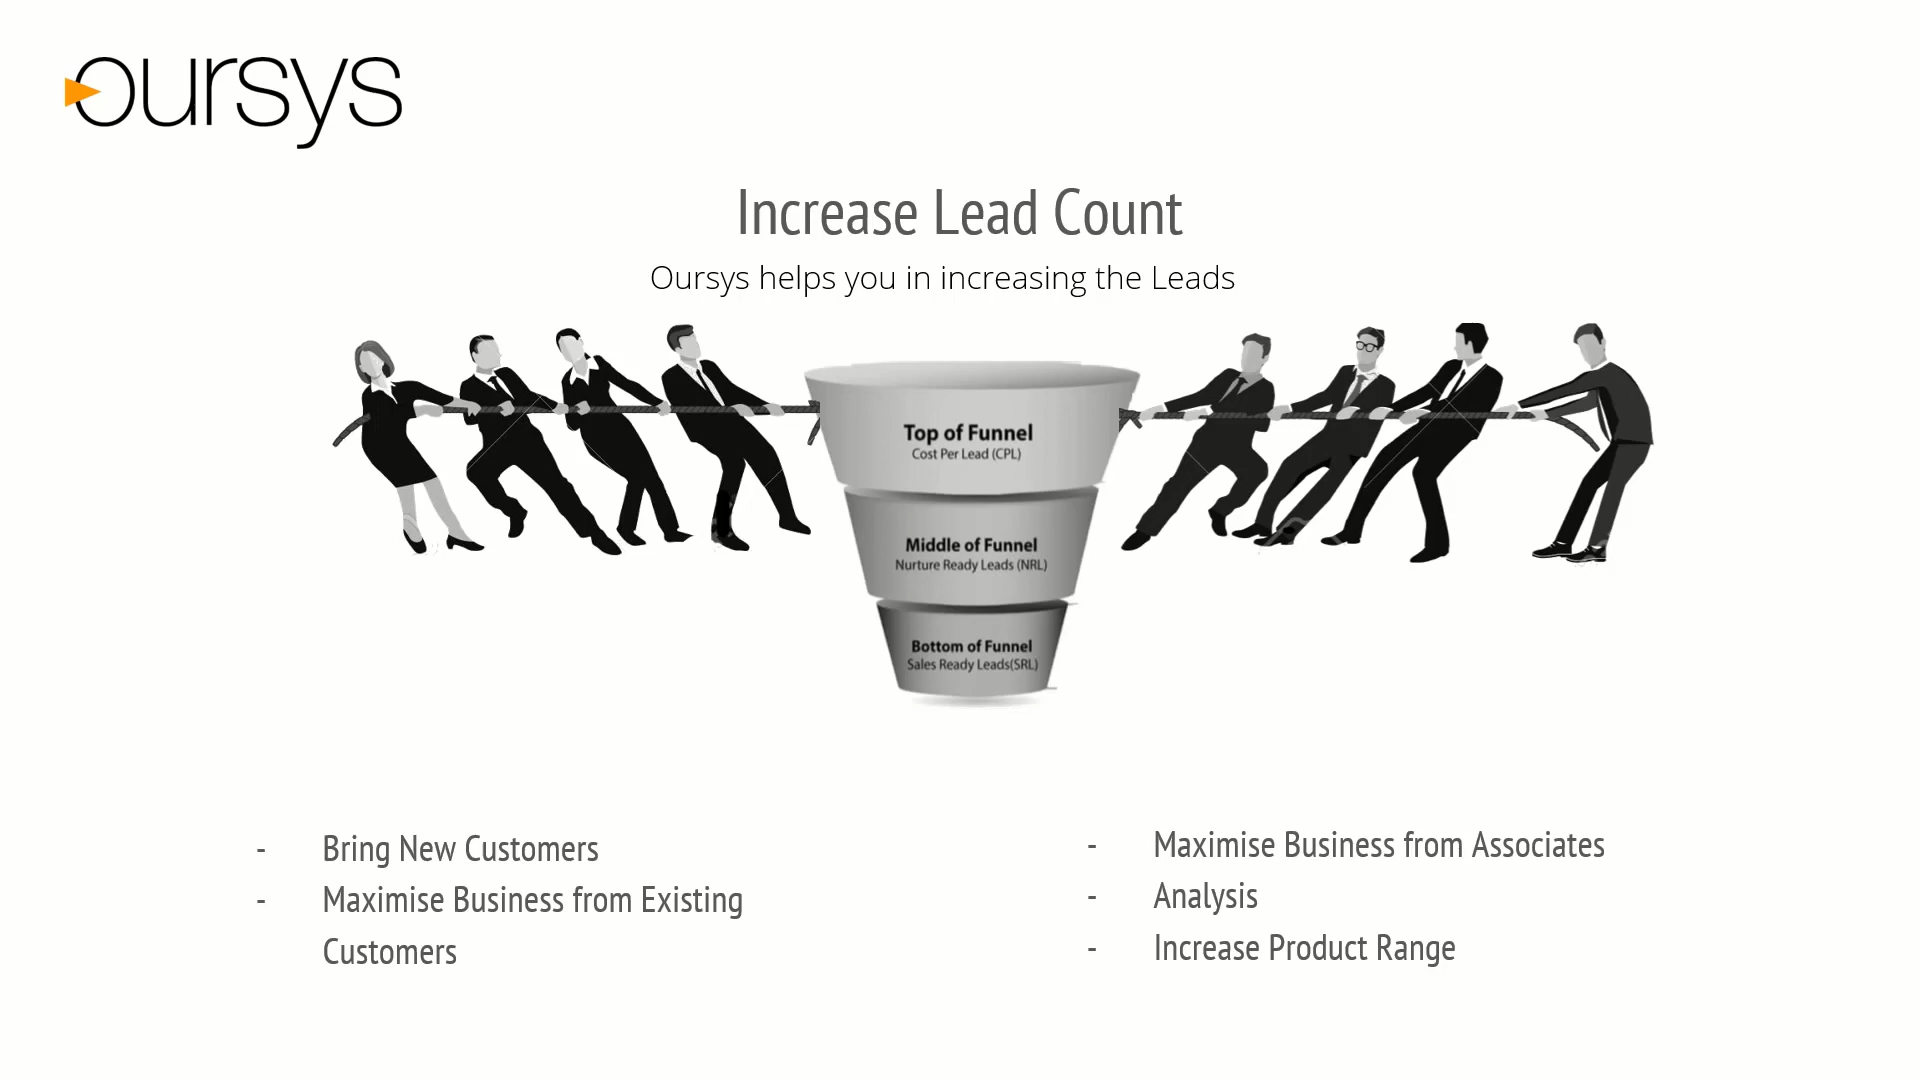 oursys
Increase Lead Count
Oursys helps you in increasing the Leads
Top of Funnel
Cost Per Lead (CPL)
Middle of Funnel
Nurture Ready Leads (NRL)
Bottom of Funnel
Sales Ready Leads(SRL)
- Bring New Customers
- Maximise Business from Existing
Customers
- Maximise Business from Associates
- Analysis
- Increase Product Range